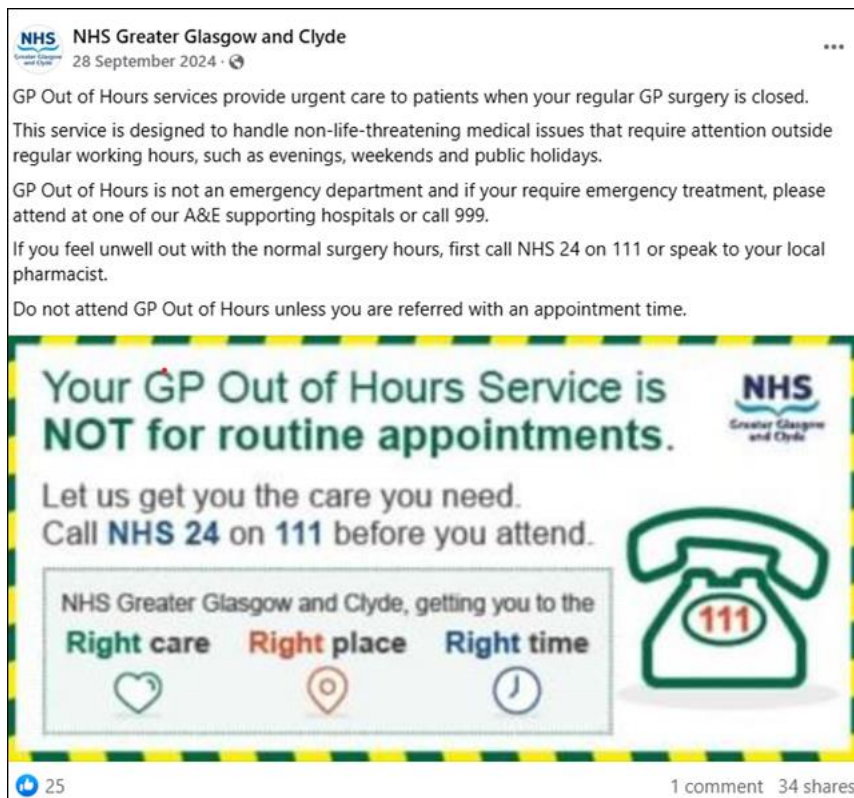 NHS
Greater Glasgow
and Clyde
NHS Greater Glasgow and Clyde
28 September 2024 ·
GP Out of Hours services provide urgent care to patients when your regular GP surgery is closed.
This service is designed to handle non-life-threatening medical issues that require attention outside
regular working hours, such as evenings, weekends and public holidays.
GP Out of Hours is not an emergency department and if your require emergency treatment, please
attend at one of our A&E supporting hospitals or call 999.
If you feel unwell out with the normal surgery hours, first call NHS 24 on 111 or speak to your local
pharmacist.
Do not attend GP Out of Hours unless you are referred with an appointment time.
Your GP Out of Hours Service is
NOT for routine appointments.
NHS
Greater Glasgow
and Clyde
Let us get you the care you need.
Call NHS 24 on 111 before you attend.
NHS Greater Glasgow and Clyde, getting you to the
Right care Right place Right time
111
25
1 comment 34 shares